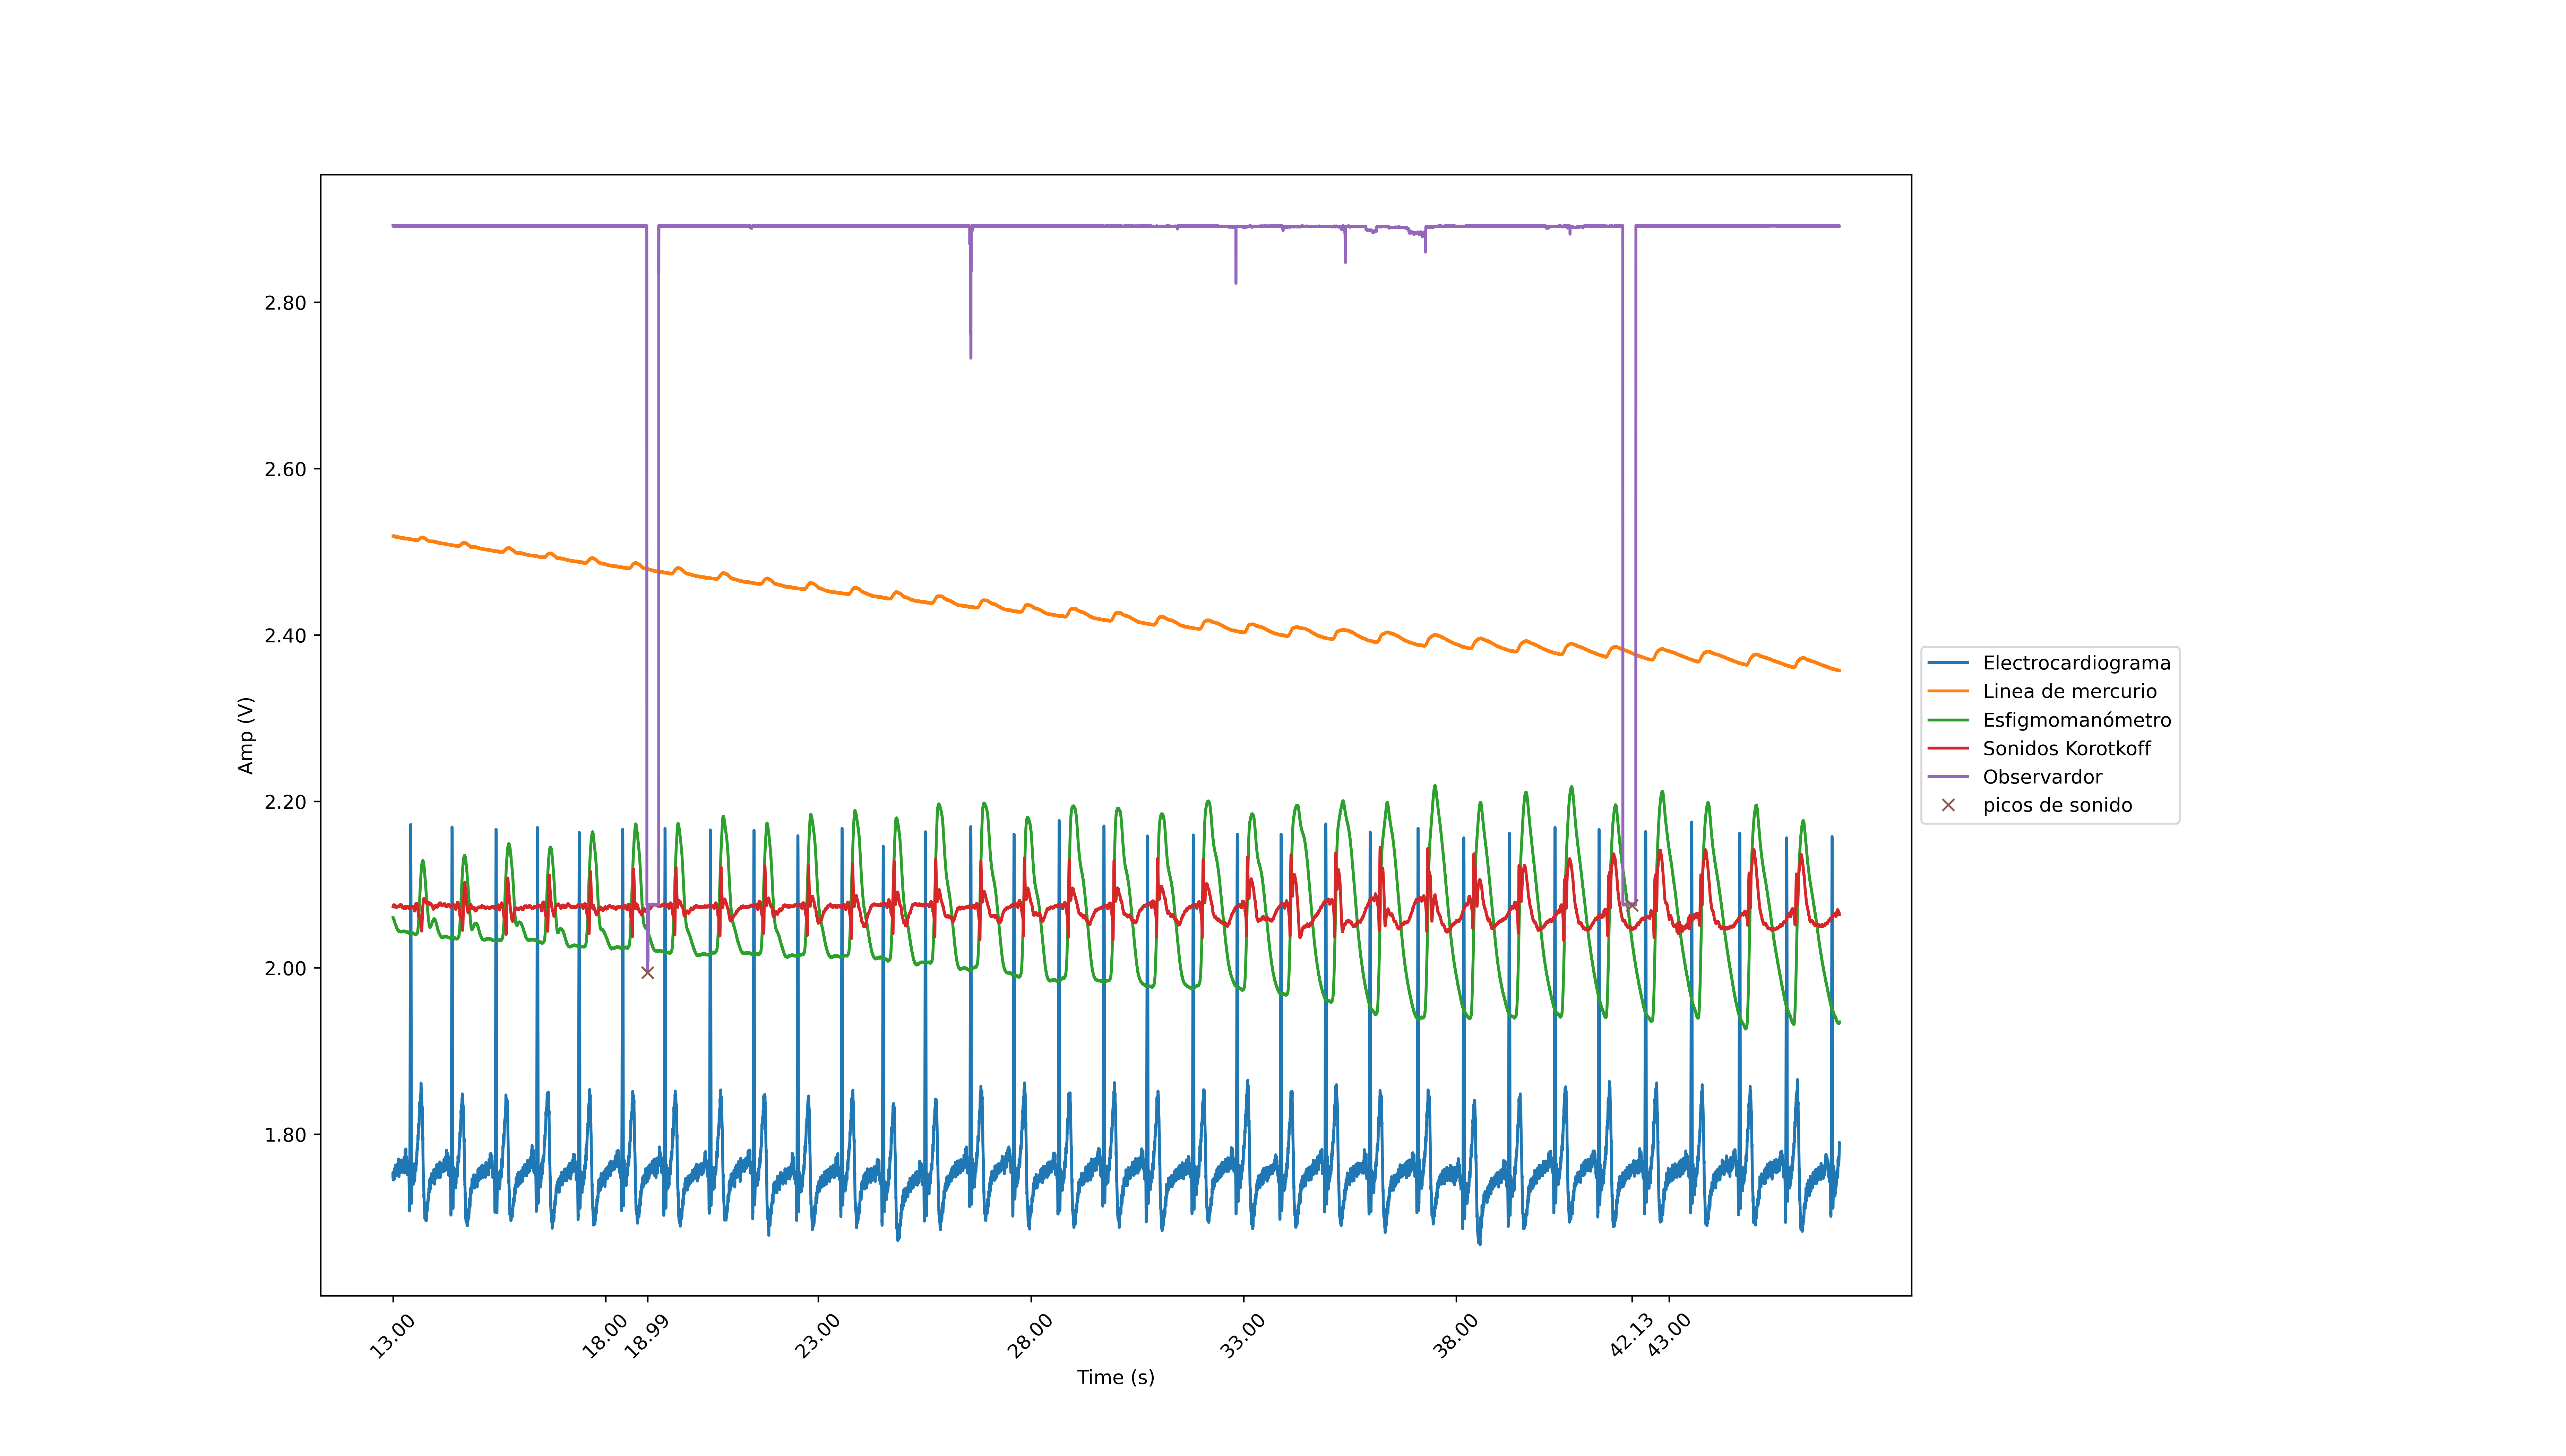 2.80
2.60
2.40
2.20
2.00
1.80
Amp (V)
13.00
18.00
18.99
23.00
28.00
33.00
38.00
42.13
43.00
Time (s)
Electrocardiograma
Linea de mercurio
Esfigmomanómetro
Sonidos Korotkoff
Observardor
picos de sonido